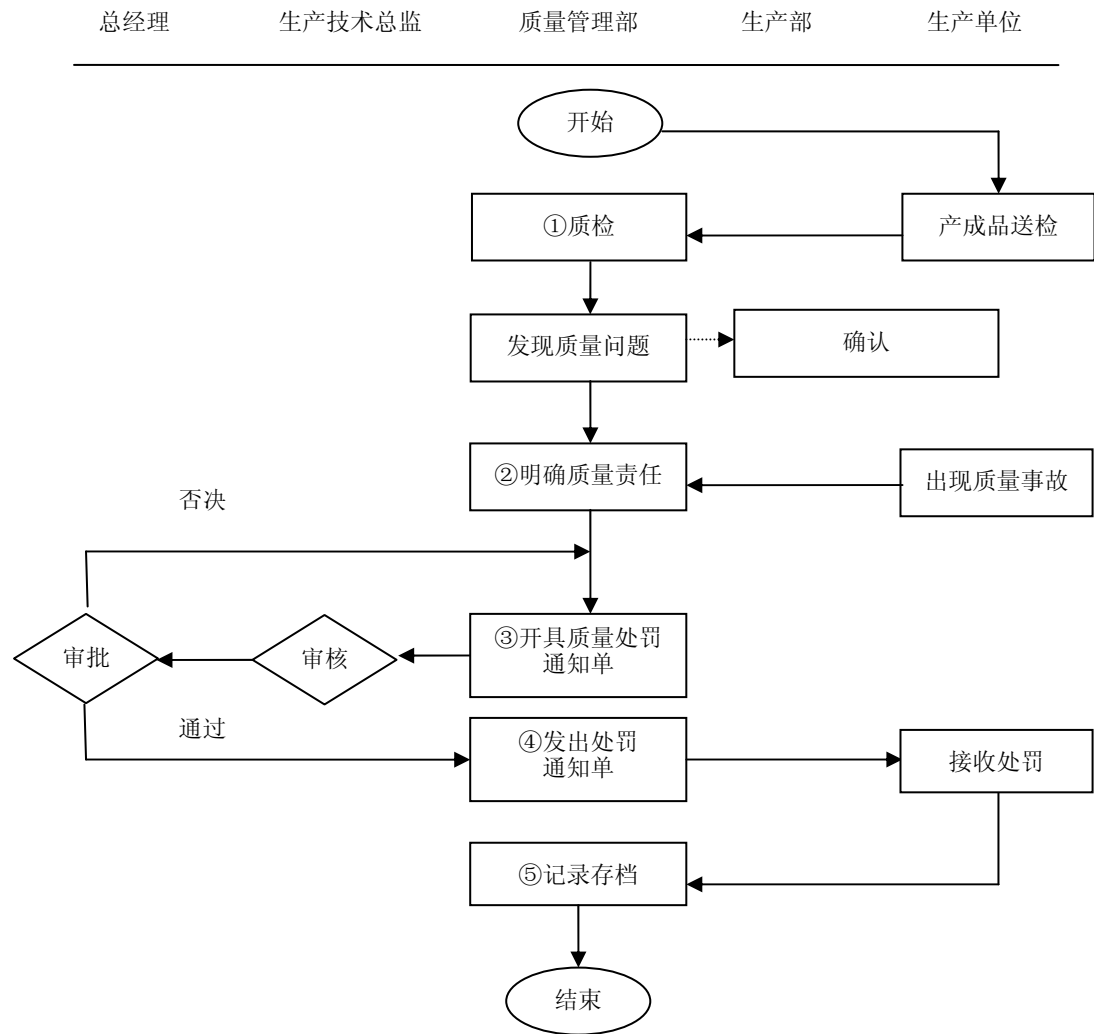 总经理 生产技术总监 质量管理部 生产部 生产单位
开始
①质检 产成品送检
发现质量问题 确认
②明确质量责任 出现质量事故
否决
③开具质量处罚
通知单
审批 审核
通过
④发出处罚
通知单
接收处罚
⑤记录存档
结束